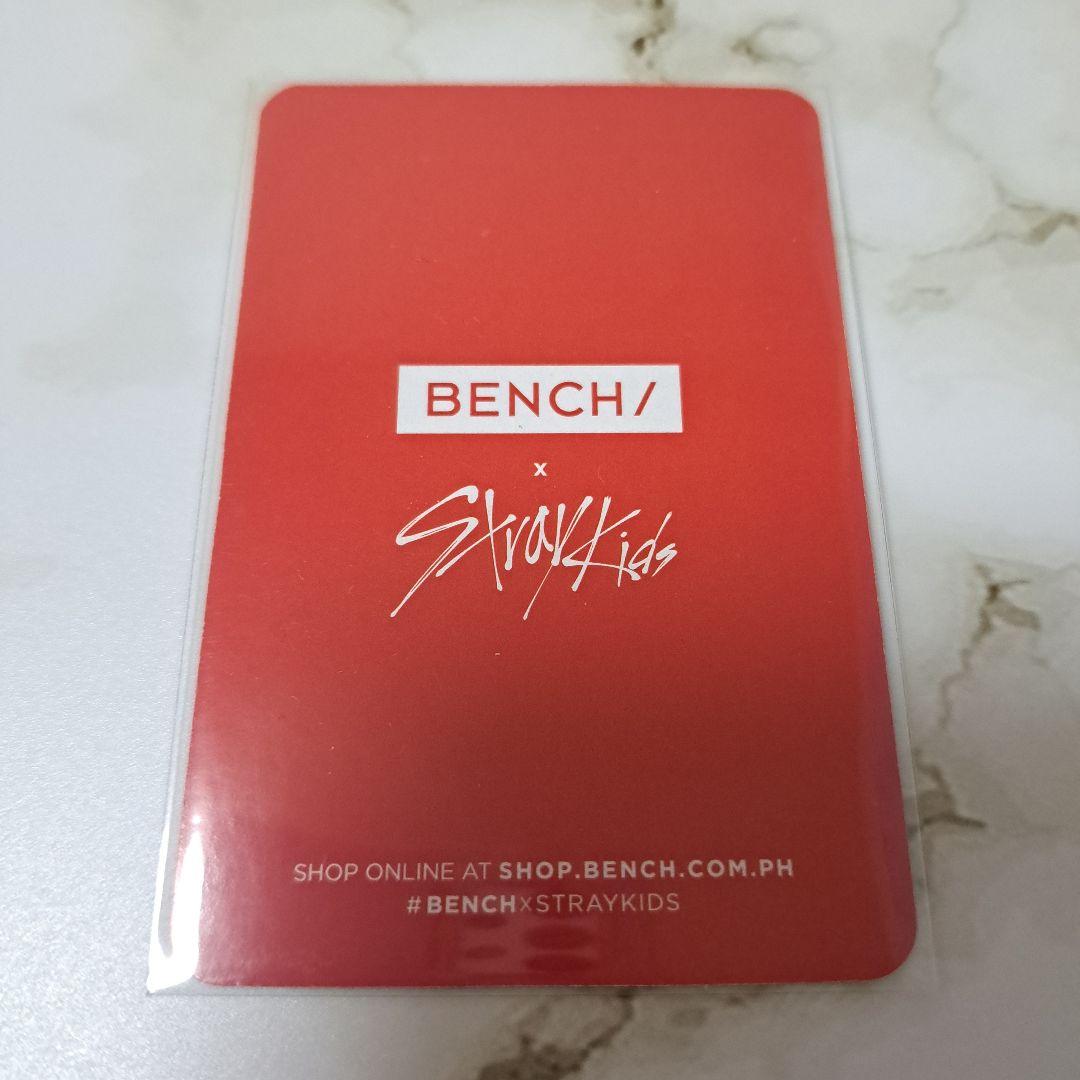 BENCH/
x
StrayKids
SHOP ONLINE AT SHOP.BENCH.COM.PH
#BENCHxSTRAYKIDS